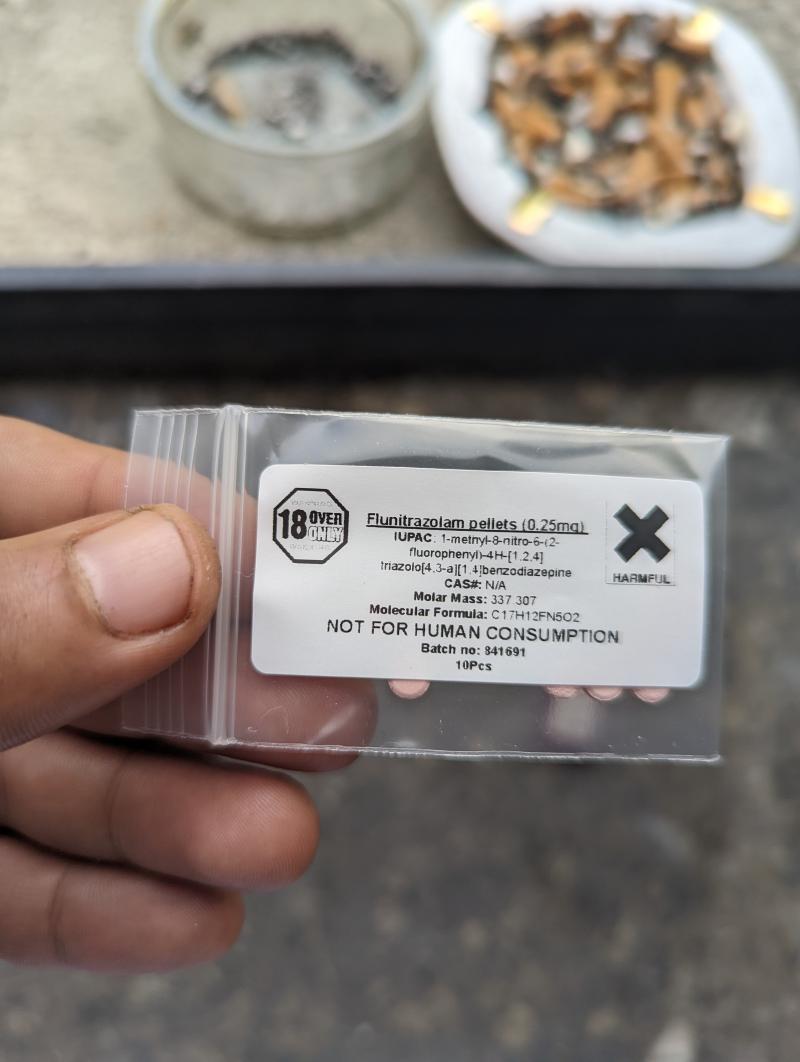 18 OVER
ONLY
Flunitrazolam pellets (0.25mg)
IUPAC: 1-methyl-8-nitro-6-(2-
fluorophenyl)-4H-[1,2,4]
triazolo[4,3-a][1,4]benzodiazepine
CAS#: N/A
Molar Mass: 337.307
Molecular Formula: C17H12FN5O2
NOT FOR HUMAN CONSUMPTION
Batch no: 841691
10Pcs
HARMFUL